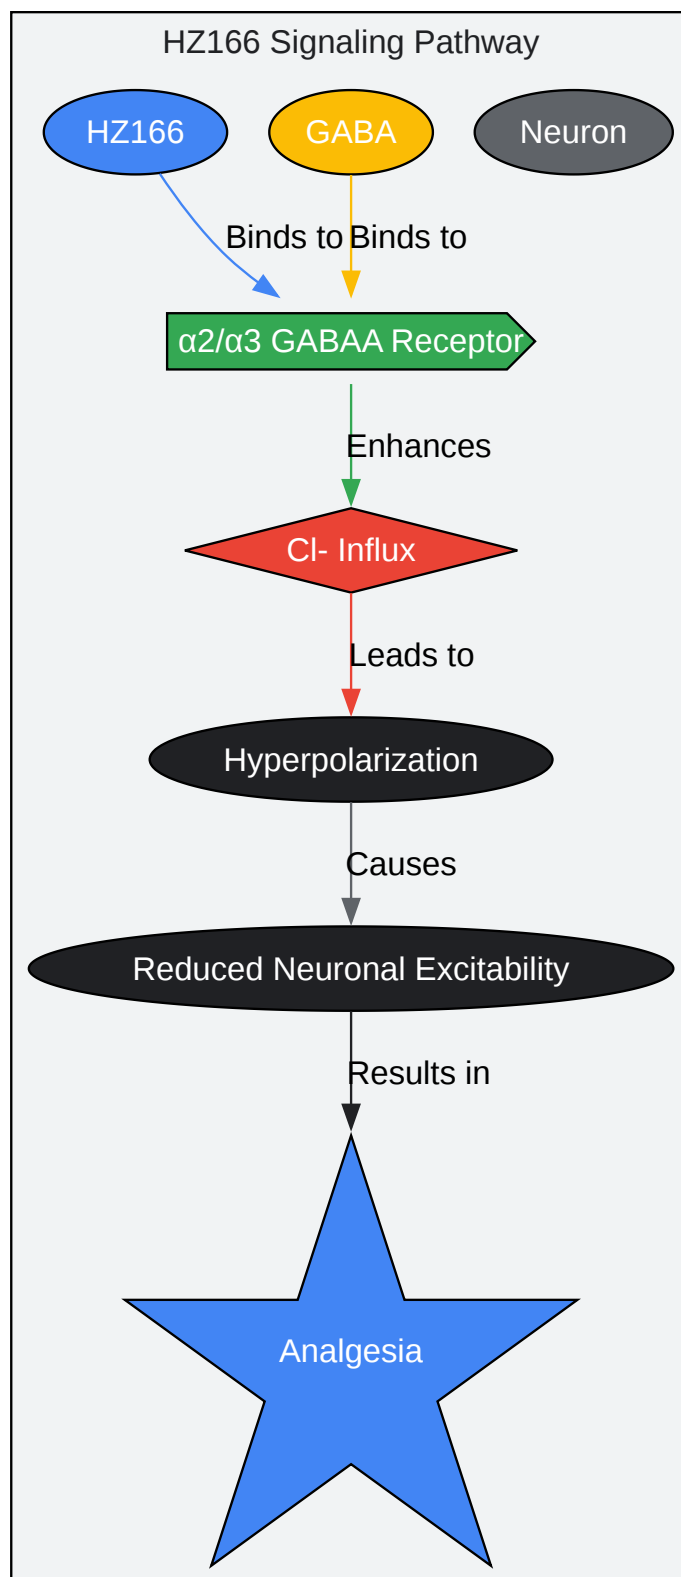 HZ166 Signaling Pathway
HZ166
GABA
Neuron
Binds to
Binds to
α2/α3 GABAA Receptor
Enhances
Cl- Influx
Leads to
Hyperpolarization
Causes
Reduced Neuronal Excitability
Results in
Analgesia